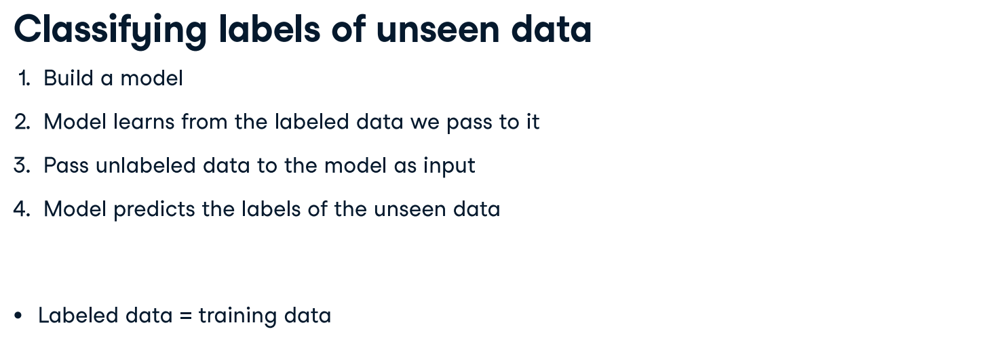 Classifying labels of unseen data
1. Build a model
2. Model learns from the labeled data we pass to it
3. Pass unlabeled data to the model as input
4. Model predicts the labels of the unseen data
• Labeled data = training data